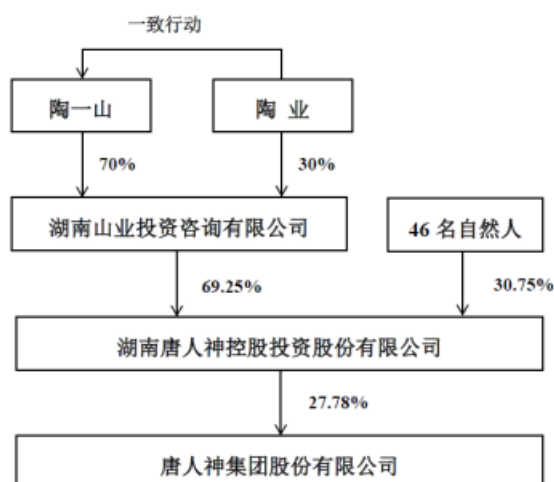 一致行动
陶一山
陶 业
70%
30%
湖南山业投资咨询有限公司
46 名自然人
69.25%
30.75%
湖南唐人神控股投资股份有限公司
27.78%
唐人神集团股份有限公司